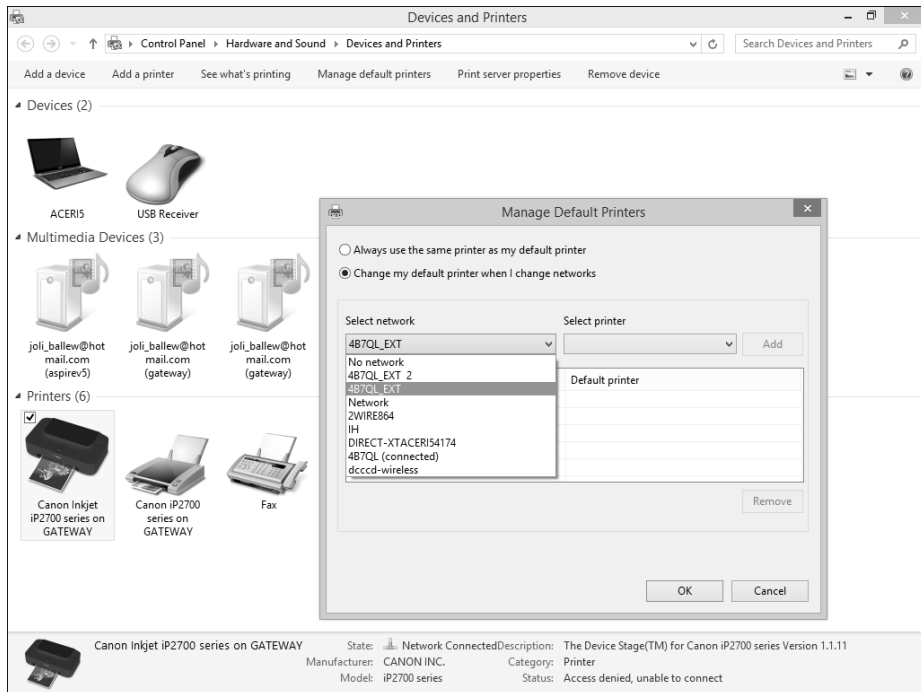 Devices and Printers
Control Panel Hardware and Sound Devices and Printers
Search Devices and Printers
Add a device Add a printer See what's printing Manage default printers Print server properties Remove device
Devices (2)
ACERI5 USB Receiver
Multimedia Devices (3)
joli_ballew@hot
mail.com
(aspirev5)
joli_ballew@hot
mail.com
(gateway)
joli_ballew@hot
mail.com
(gateway)
Printers (6)
Canon Inkjet
iP2700 series on
GATEWAY
Canon iP2700
series on
GATEWAY
Fax
Manage Default Printers
Always use the same printer as my default printer
Change my default printer when I change networks
Select network Select printer
4B7QL_EXT Add
No network
4B7QL_EXT 2
4B7QL_EXT
Network
2WIRE864
IH
DIRECT-XTACERI54174
4B7QL (connected)
dcccd-wireless
Default printer
Remove
OK Cancel
Canon Inkjet iP2700 series on GATEWAY State: Network Connected Description: The Device Stage(TM) for Canon iP2700 series Version 1.1.11
Manufacturer: CANON INC. Category: Printer
Model: iP2700 series Status: Access denied, unable to connect